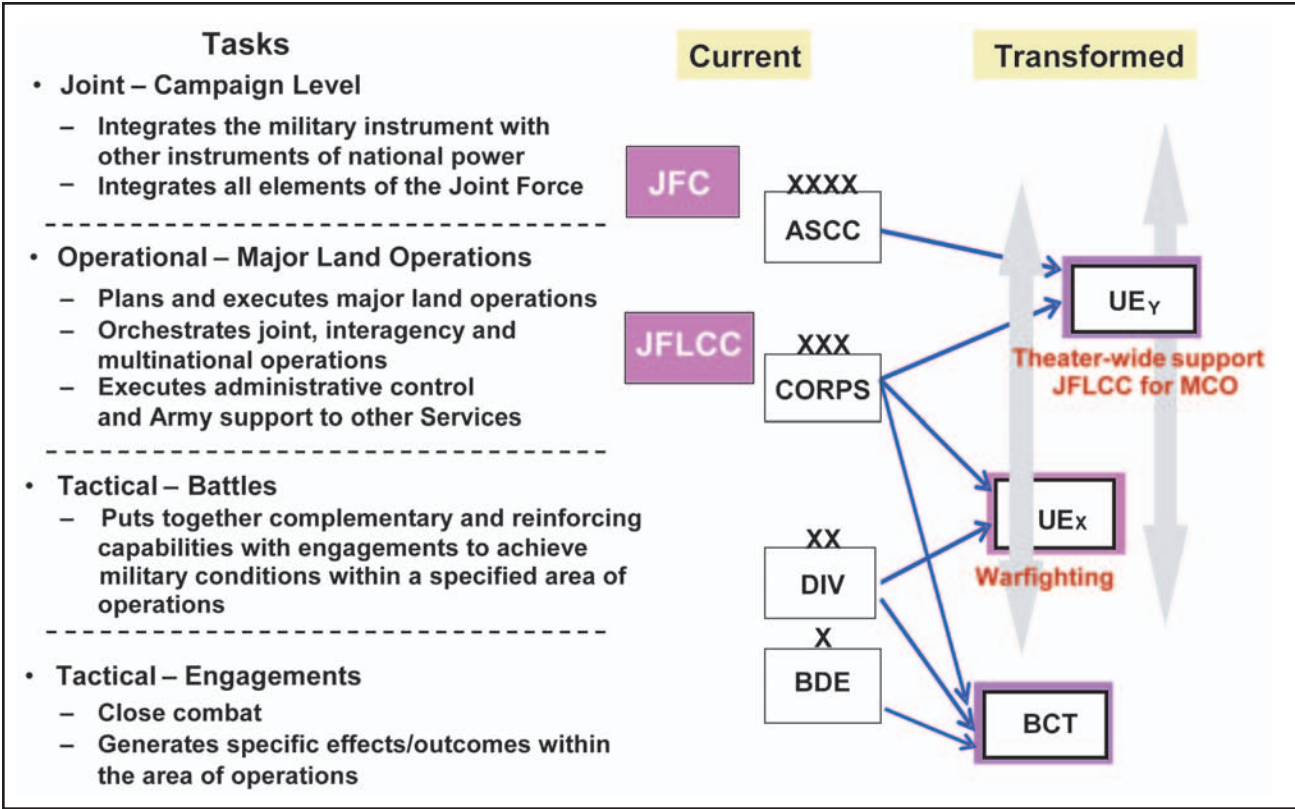 Tasks
• Joint – Campaign Level
– Integrates the military instrument with
other instruments of national power
– Integrates all elements of the Joint Force
• Operational – Major Land Operations
– Plans and executes major land operations
– Orchestrates joint, interagency and
multinational operations
– Executes administrative control
and Army support to other Services
• Tactical – Battles
– Puts together complementary and reinforcing
capabilities with engagements to achieve
military conditions within a specified area of
operations
• Tactical – Engagements
– Close combat
– Generates specific effects/outcomes within
the area of operations
Current
JFC
XXXX
ASCC
JFLCC
XXX
CORPS
XX
DIV
X
BDE
Transformed
UEY
Theater-wide support
JFLCC for MCO
UEX
Warfighting
BCT